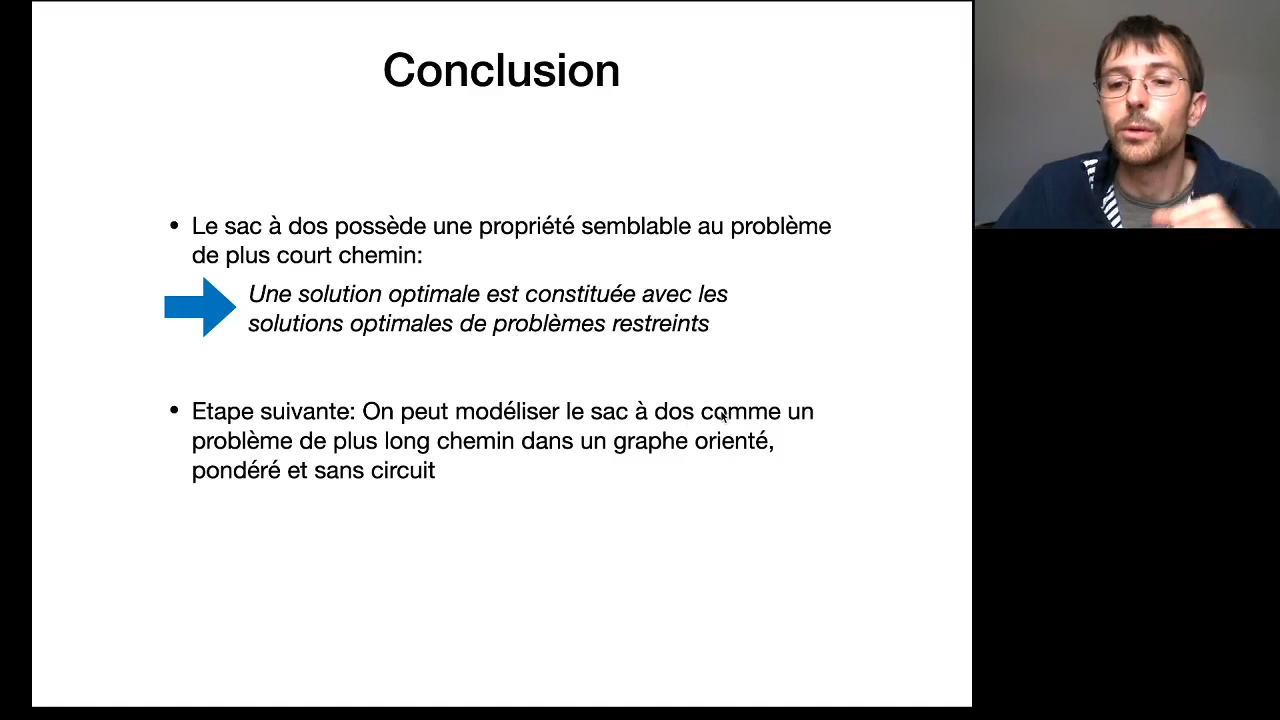 Conclusion
• Le sac à dos possède une propriété semblable au problème
de plus court chemin:
Une solution optimale est constituée avec les
solutions optimales de problèmes restreints
• Etape suivante: On peut modéliser le sac à dos comme un
problème de plus long chemin dans un graphe orienté,
pondéré et sans circuit